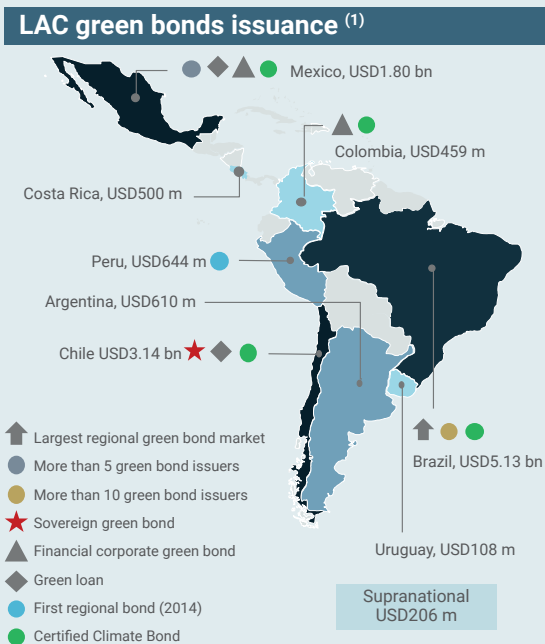 LAC green bonds issuance (1)
Mexico, USD1.80 bn
Colombia, USD459 m
Costa Rica, USD500 m
Peru, USD644 m
Argentina, USD610 m
Chile USD3.14 bn
Largest regional green bond market
More than 5 green bond issuers
More than 10 green bond issuers
Sovereign green bond
Financial corporate green bond
Green loan
First regional bond (2014)
Certified Climate Bond
Brazil, USD5.13 bn
Uruguay, USD108 m
Supranational
USD206 m